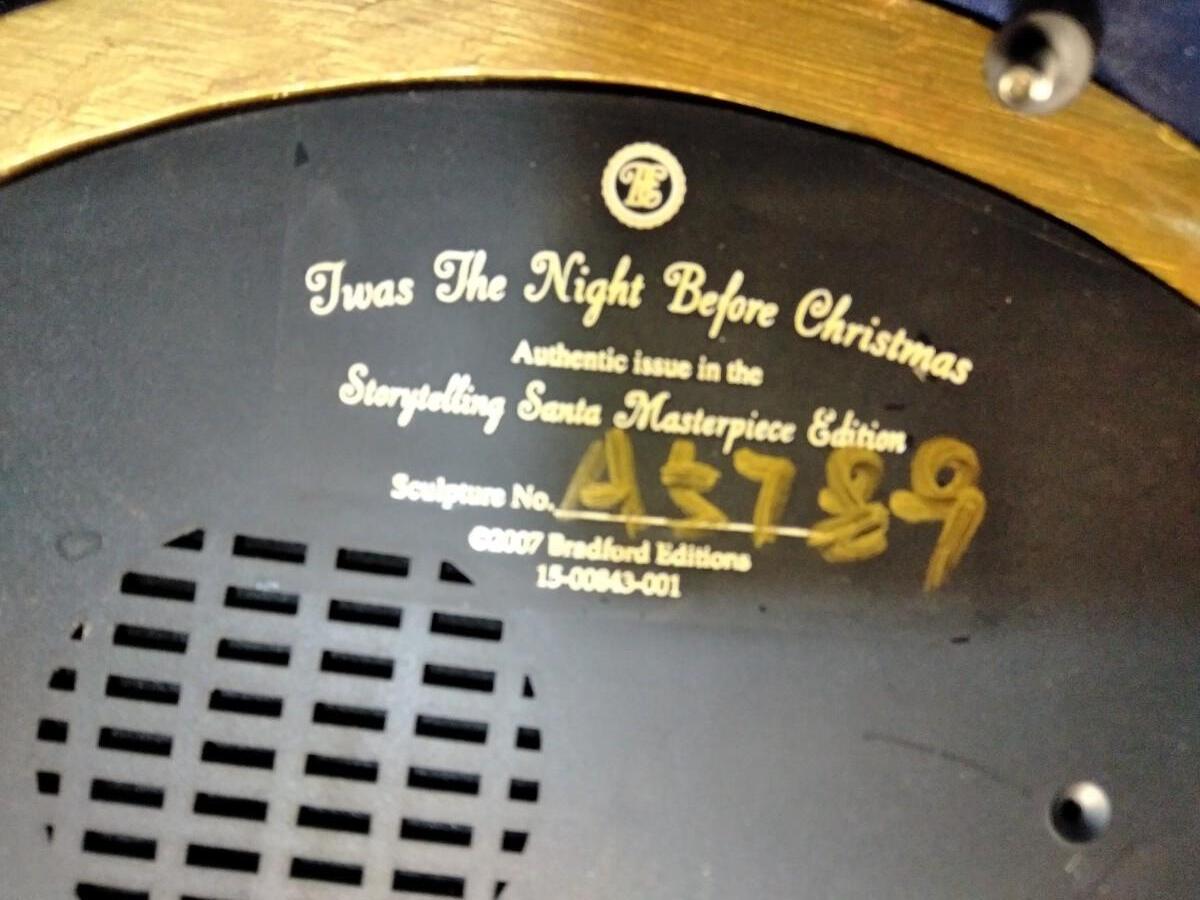 BE
Twas The Night Before Christmas
Authentic issue in the
Storytelling Santa Masterpiece Edition
Sculpture No. A5789
©2007 Bradford Editions
15-00843-001